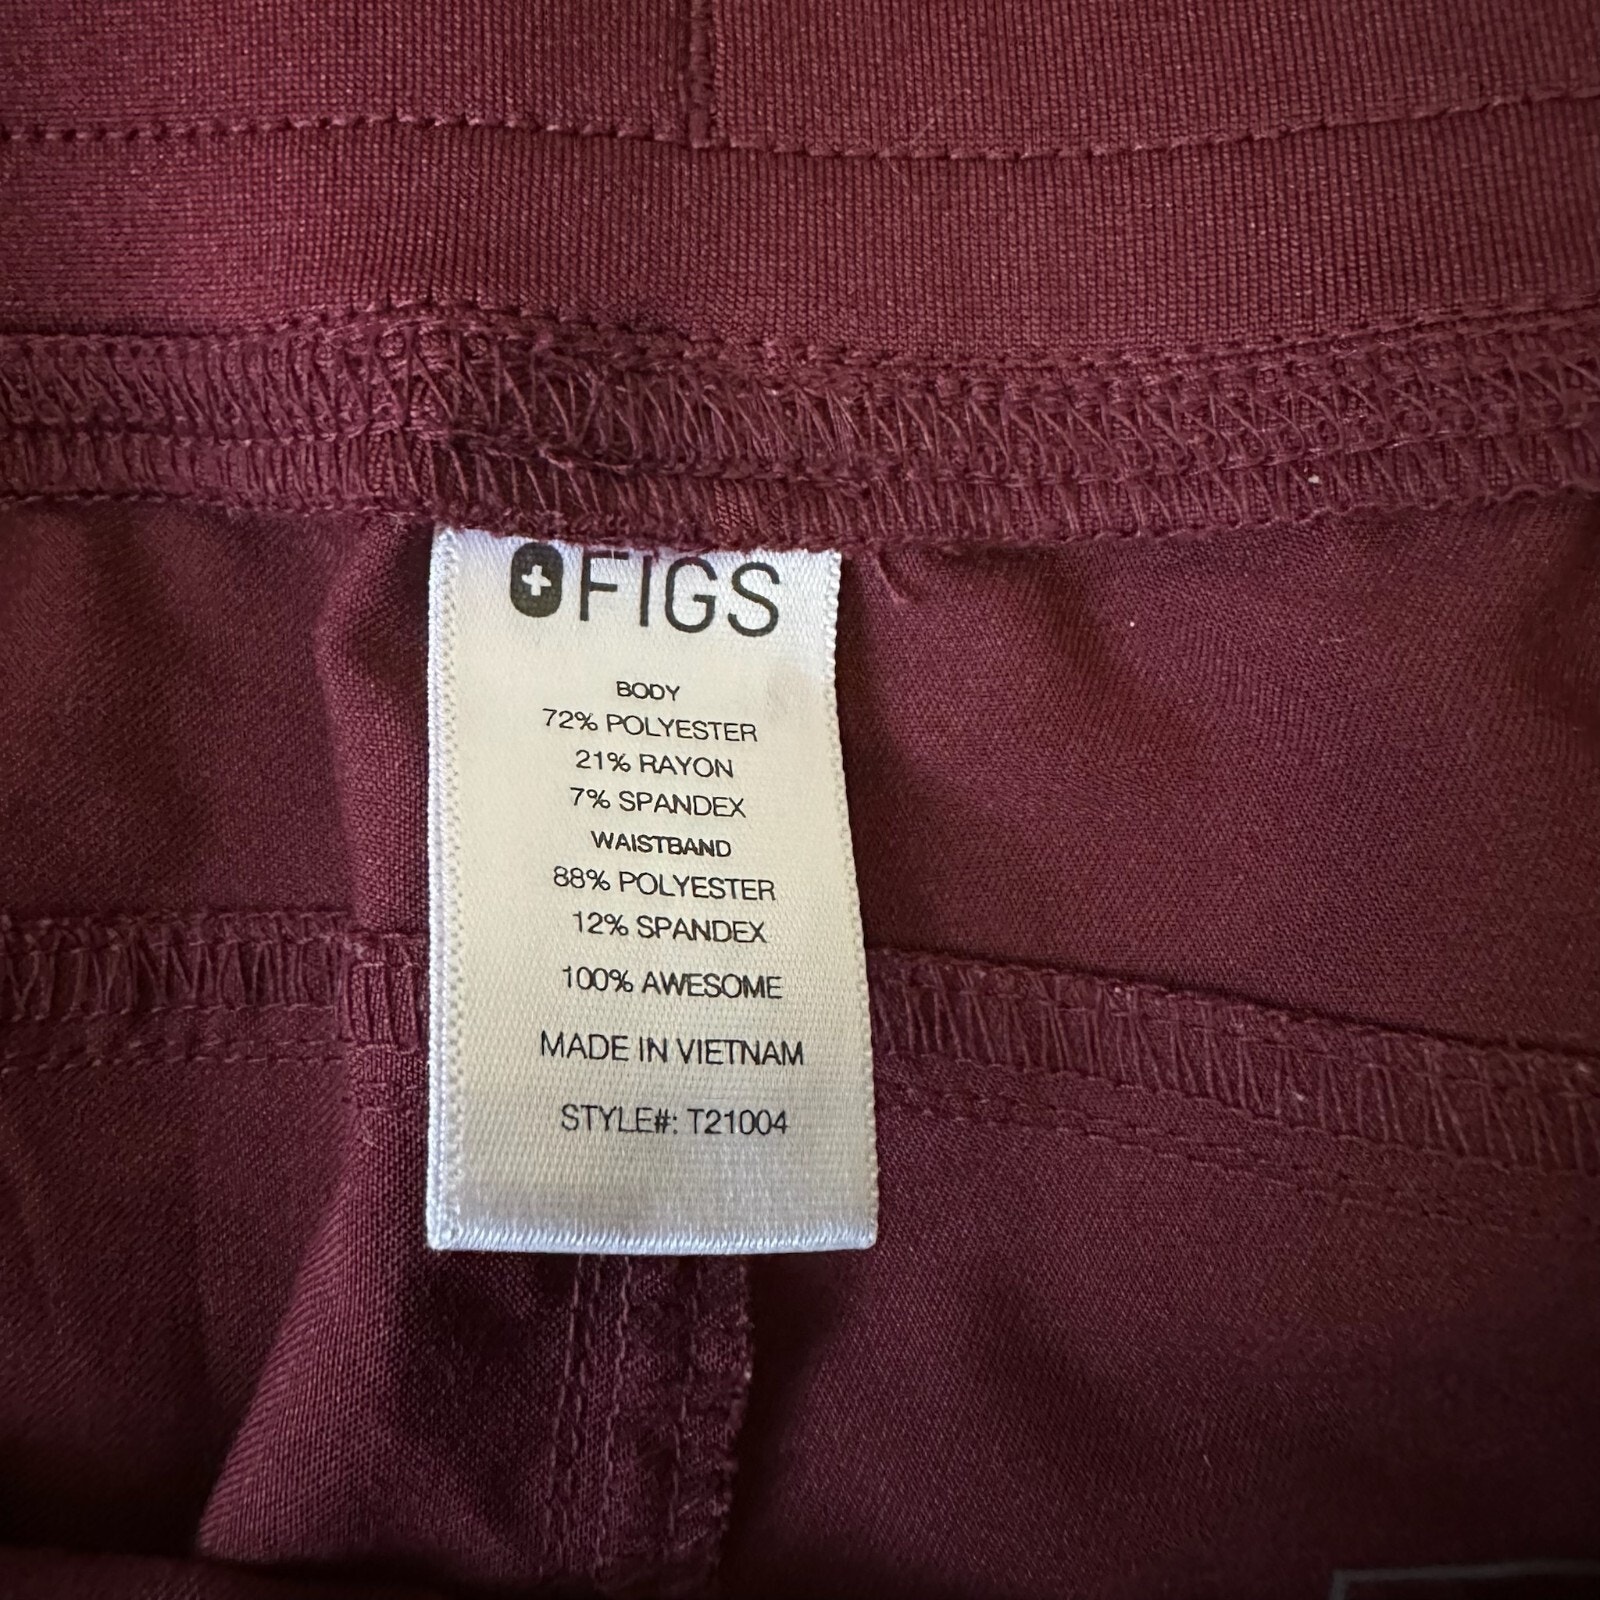 FIGS
BODY
72% POLYESTER
21% RAYON
7% SPANDEX
WAISTBAND
88% POLYESTER
12% SPANDEX
100% AWESOME
MADE IN VIETNAM
STYLE#: T21004